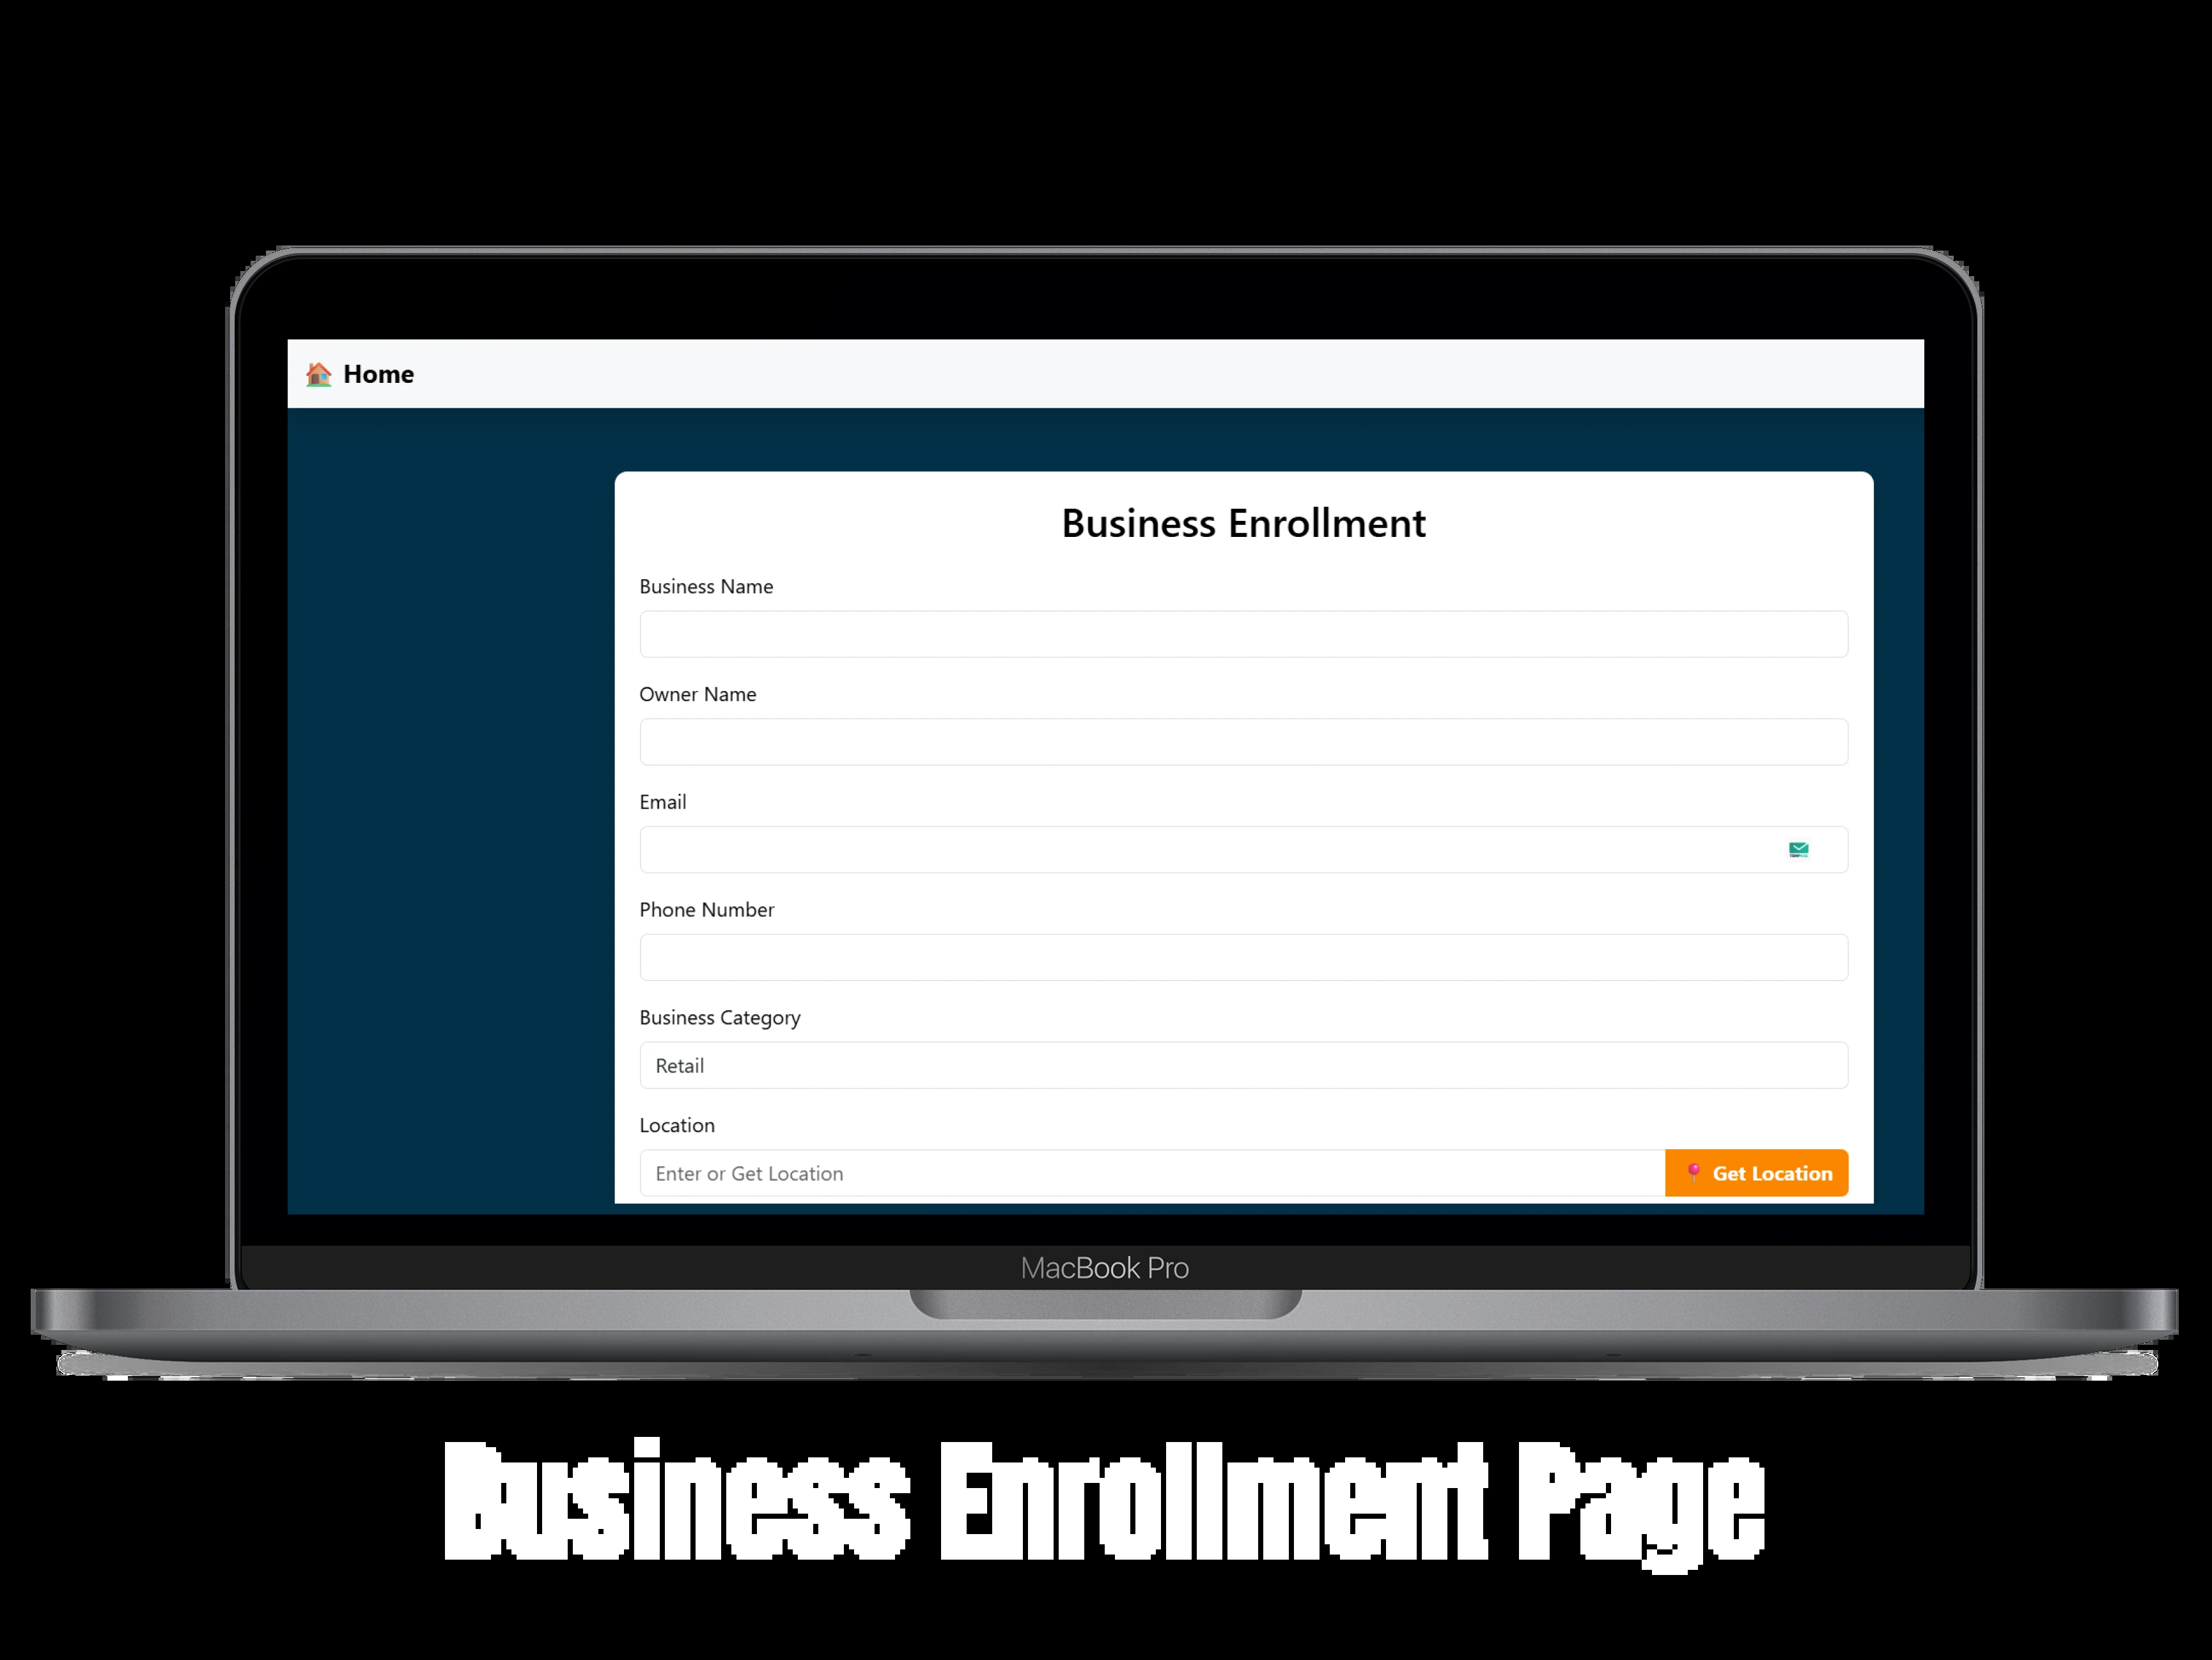 Home
Business Enrollment
Business Name
Owner Name
Email
Phone Number
Business Category
Retail
Location
Enter or Get Location
Get Location
MacBook Pro
Business Enrollment Page